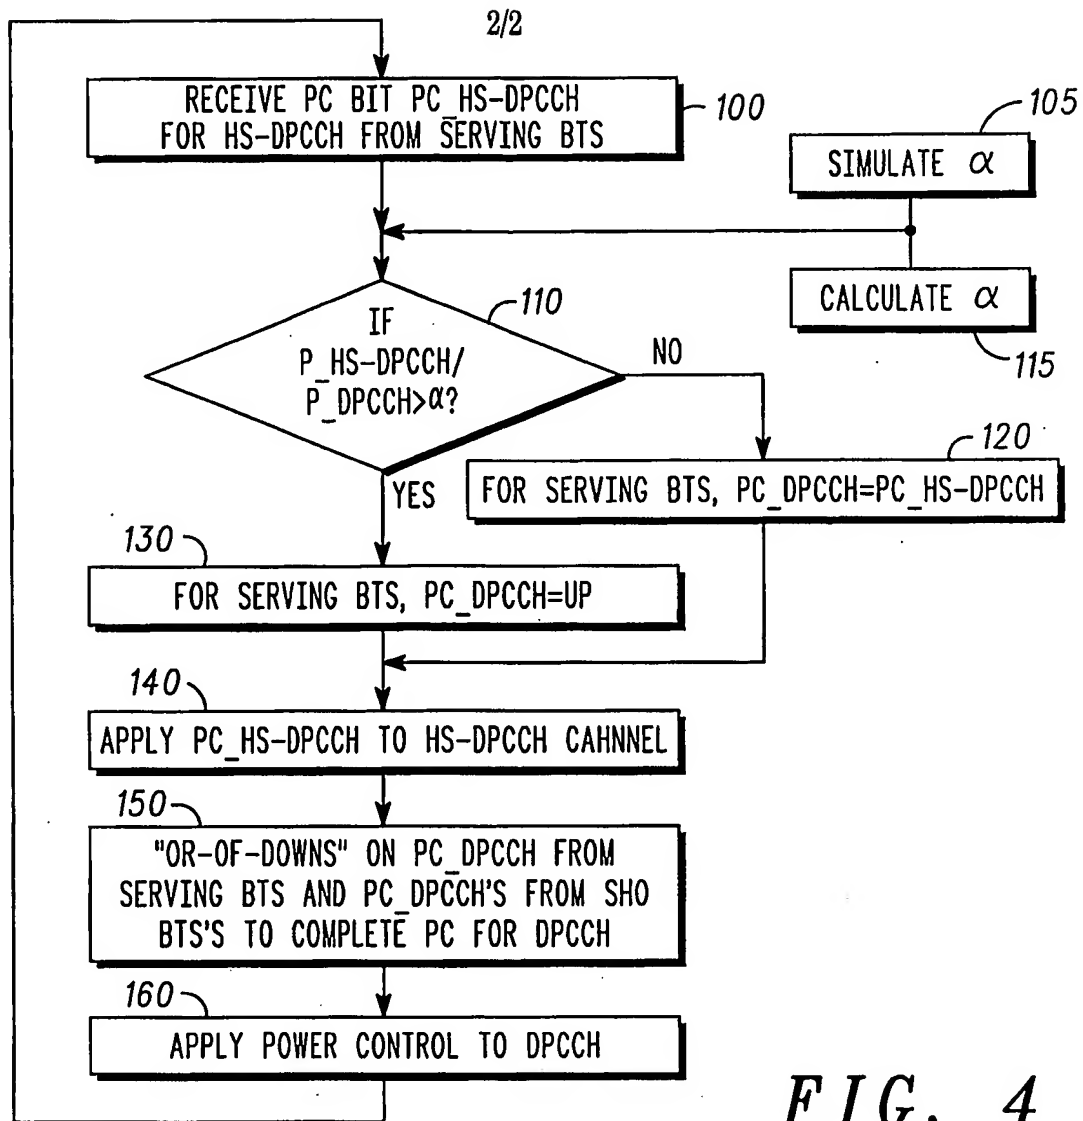 2/2
RECEIVE PC BIT PC_HS-DPCCH
FOR HS-DPCCH FROM SERVING BTS
100
105
SIMULATE α
CALCULATE α
115
110
IF
P_HS-DPCCH/
P_DPCCH>α?
NO
YES
120
FOR SERVING BTS, PC_DPCCH=PC_HS-DPCCH
130
FOR SERVING BTS, PC_DPCCH=UP
140
APPLY PC_HS-DPCCH TO HS-DPCCH CAHNNEL
150
"OR-OF-DOWNS" ON PC_DPCCH FROM
SERVING BTS AND PC_DPCCH'S FROM SHO
BTS'S TO COMPLETE PC FOR DPCCH
160
APPLY POWER CONTROL TO DPCCH
FIG. 4